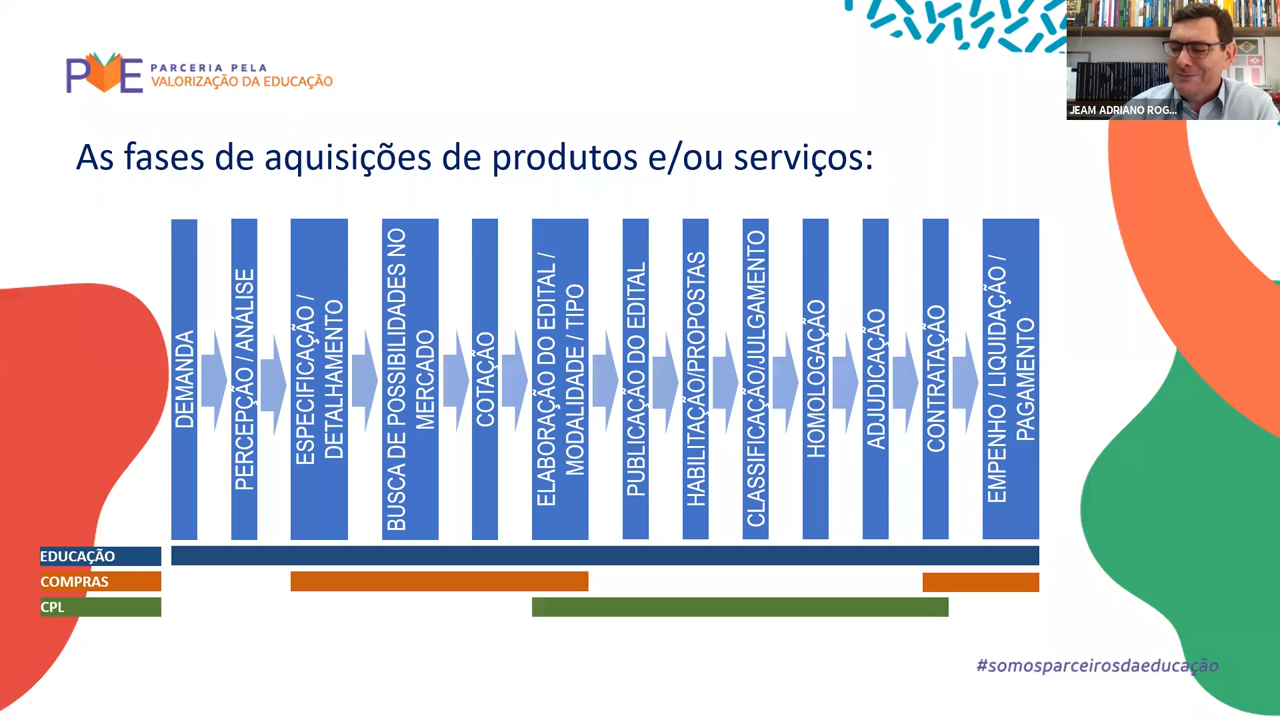 PVE PARCERIA PELA
VALORIZAÇÃO DA EDUCAÇÃO
JEAM ADRIANO ROG...
As fases de aquisições de produtos e/ou serviços:
DEMANDA
PERCEPÇÃO / ANÁLISE
ESPECIFICAÇÃO /
DETALHAMENTO
BUSCA DE POSSIBILIDADES NO
MERCADO
COTAÇÃO
ELABORAÇÃO DO EDITAL /
MODALIDADE / TIPO
PUBLICAÇÃO DO EDITAL
HABILITAÇÃO/PROPOSTAS
CLASSIFICAÇÃO/JULGAMENTO
HOMOLOGAÇÃO
ADJUDICAÇÃO
CONTRATAÇÃO
EMPENHO / LIQUIDAÇÃO /
PAGAMENTO
EDUCAÇÃO
COMPRAS
CPL
#somosparceirosdaeducação